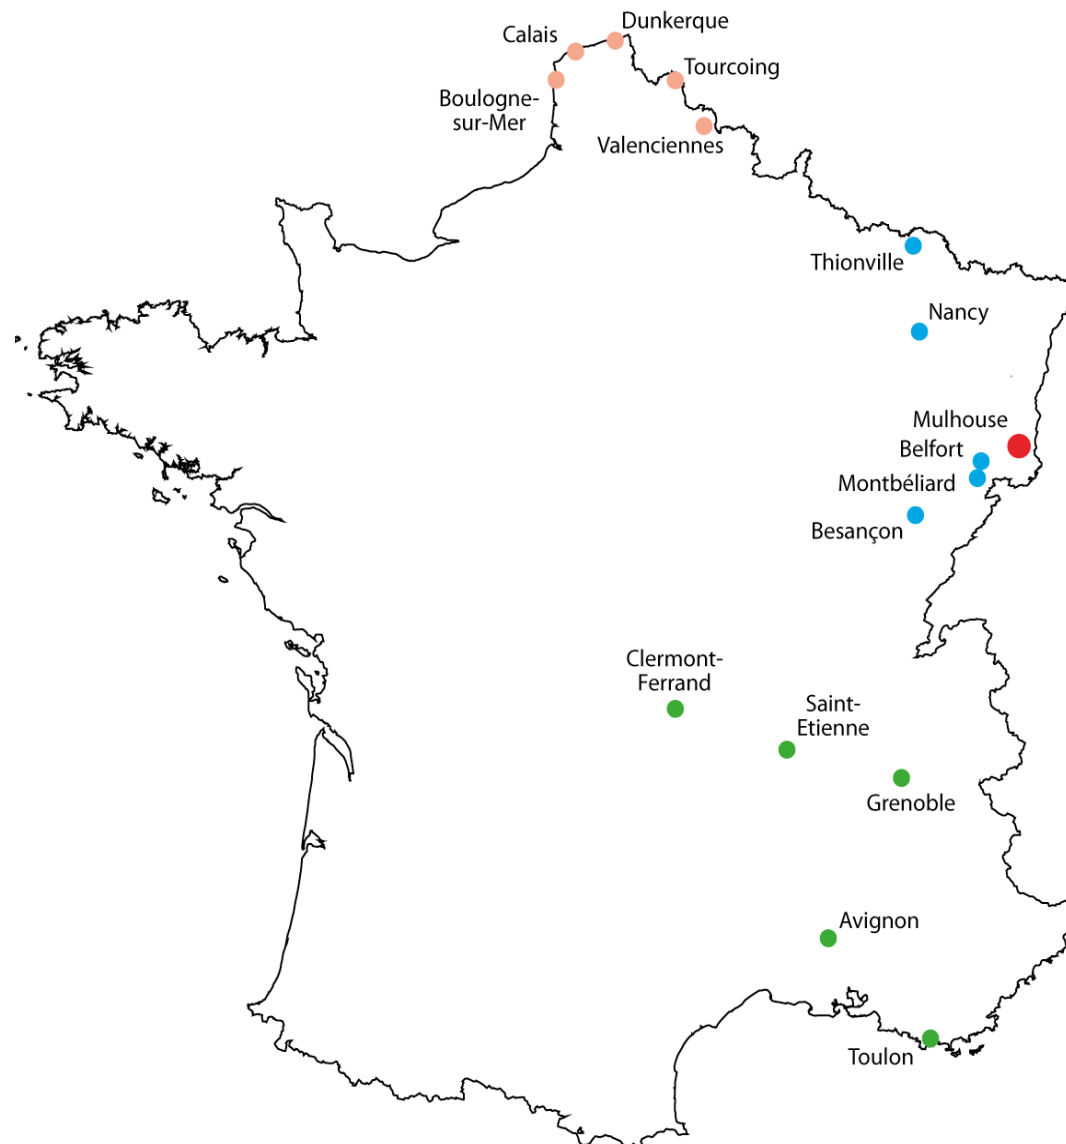 Dunkerque
Calais
Tourcoing
Boulogne-
sur-Mer
Valenciennes
Thionville
Nancy
Mulhouse
Belfort
Montbéliard
Besançon
Clermont-
Ferrand
Saint-
Etienne
Grenoble
Avignon
Toulon